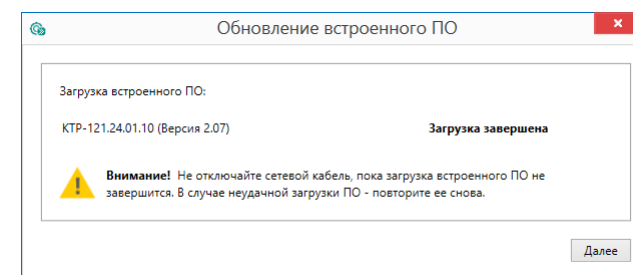 Обновление встроенного ПО
Загрузка встроенного ПО:
КТР-121.24.01.10 (Версия 2.07) Загрузка завершена
Внимание! Не отключайте сетевой кабель, пока загрузка встроенного ПО не
завершится. В случае неудачной загрузки ПО - повторите ее снова.
Далее